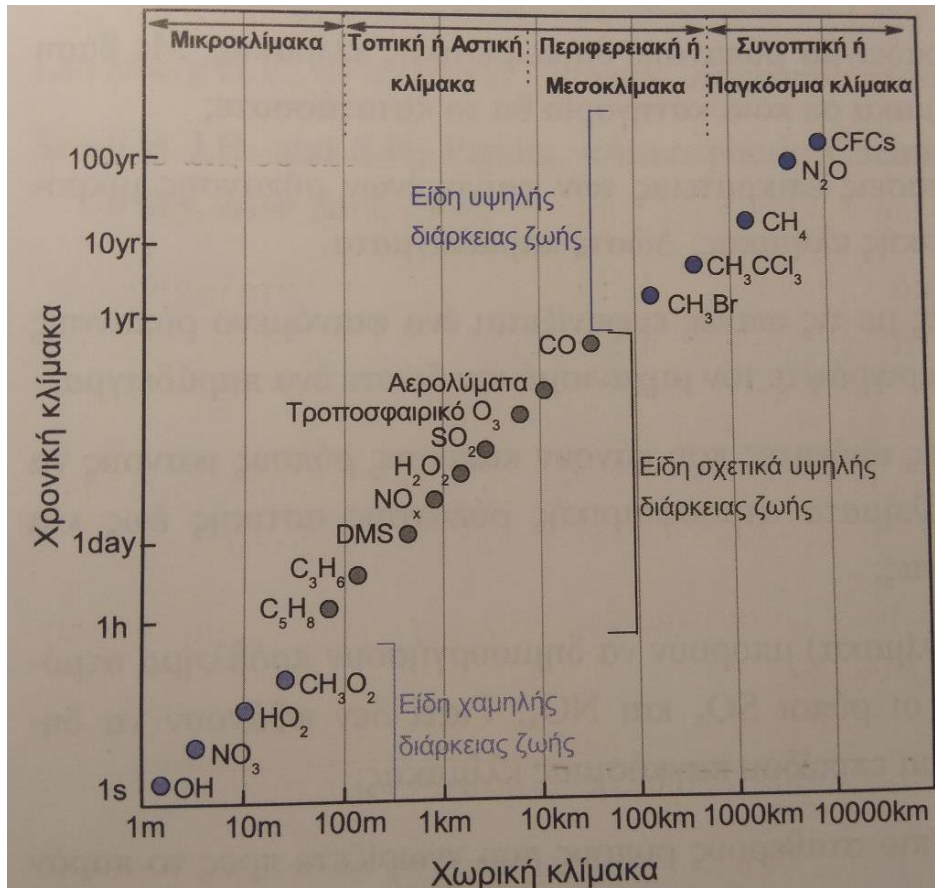 Μικροκλίμακα
Τοπική ή Αστική
κλίμακα
Περιφερειακή ή
Μεσοκλίμακα
Συνοπτική ή
Παγκόσμια κλίμακα
Χρονική κλίμακα
100yr
10yr
1yr
1day
1h
1s
CFCs
N₂O
Είδη υψηλής
διάρκειας ζωής
CH₄
CH₃CCl₃
CH₃Br
CO
Αερολύματα
Τροποσφαιρικό O₃
SO₂
H₂O₂
NOₓ
DMS
Είδη σχετικά υψηλής
διάρκειας ζωής
C₃H₆
C₅H₈
CH₃O₂
HO₂
NO₃
OH
Είδη χαμηλής
διάρκειας ζωής
1m
10m
100m
1km
10km
100km
1000km
10000km
Χωρική κλίμακα